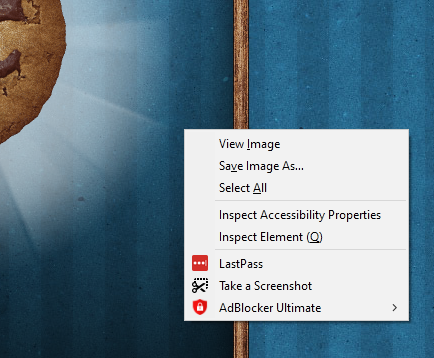 View Image
Save Image As...
Select All
Inspect Accessibility Properties
Inspect Element (Q)
LastPass
Take a Screenshot
AdBlocker Ultimate